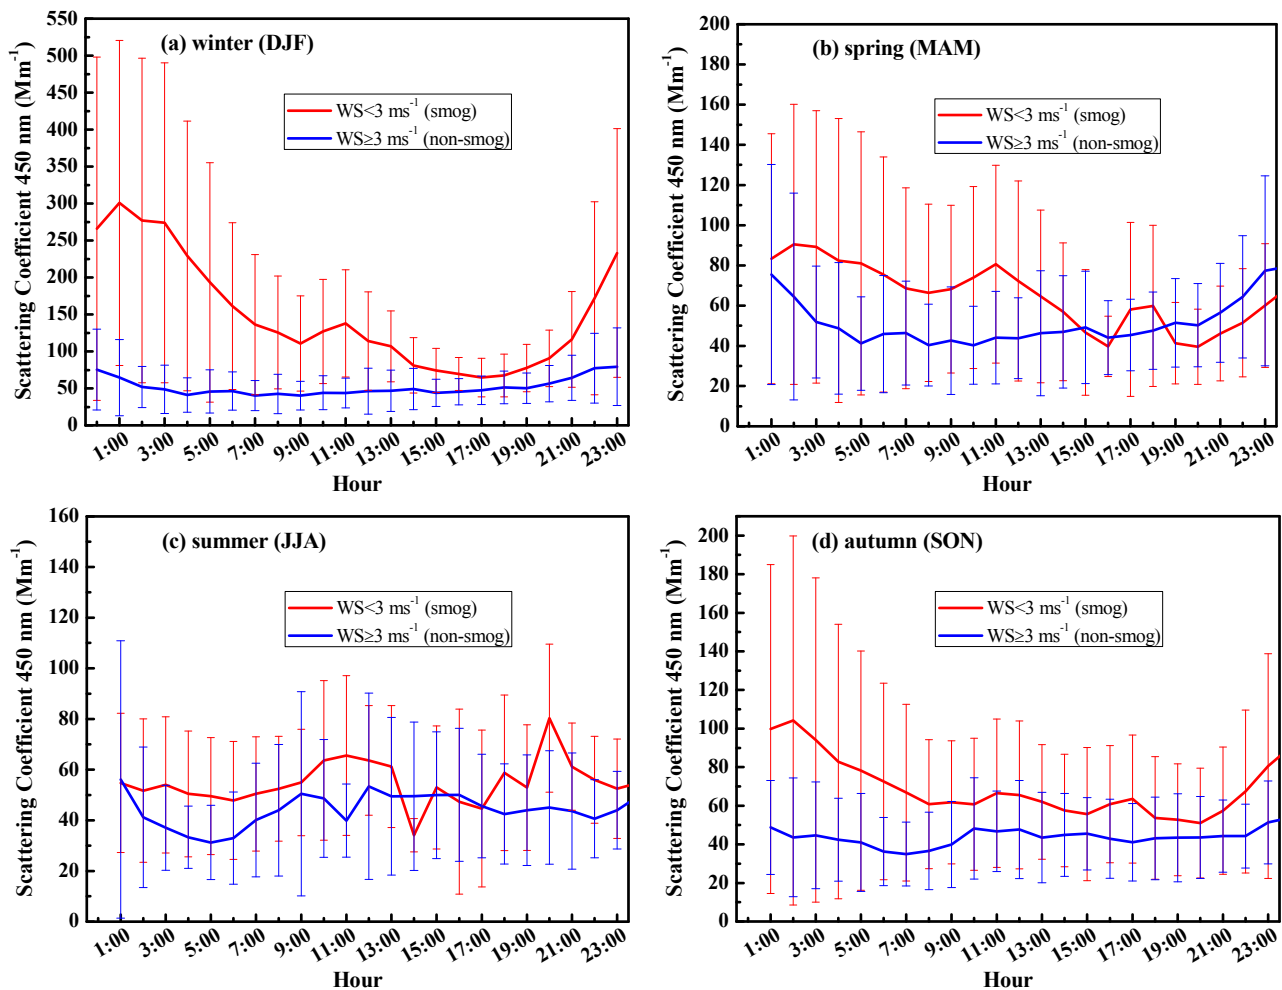 (a) winter (DJF)
WS<3 ms⁻¹ (smog)
WS≥3 ms⁻¹ (non-smog)
Scattering Coefficient 450 nm (Mm⁻¹)
550
500
450
400
350
300
250
200
150
100
50
0
1:00 3:00 5:00 7:00 9:00 11:00 13:00 15:00 17:00 19:00 21:00 23:00
Hour
(b) spring (MAM)
WS<3 ms⁻¹ (smog)
WS≥3 ms⁻¹ (non-smog)
Scattering Coefficient 450 nm (Mm⁻¹)
200
180
160
140
120
100
80
60
40
20
0
1:00 3:00 5:00 7:00 9:00 11:00 13:00 15:00 17:00 19:00 21:00 23:00
Hour
(c) summer (JJA)
WS<3 ms⁻¹ (smog)
WS≥3 ms⁻¹ (non-smog)
Scattering Coefficient 450 nm (Mm⁻¹)
160
140
120
100
80
60
40
20
0
1:00 3:00 5:00 7:00 9:00 11:00 13:00 15:00 17:00 19:00 21:00 23:00
Hour
(d) autumn (SON)
WS<3 ms⁻¹ (smog)
WS≥3 ms⁻¹ (non-smog)
Scattering Coefficient 450 nm (Mm⁻¹)
200
180
160
140
120
100
80
60
40
20
0
1:00 3:00 5:00 7:00 9:00 11:00 13:00 15:00 17:00 19:00 21:00 23:00
Hour